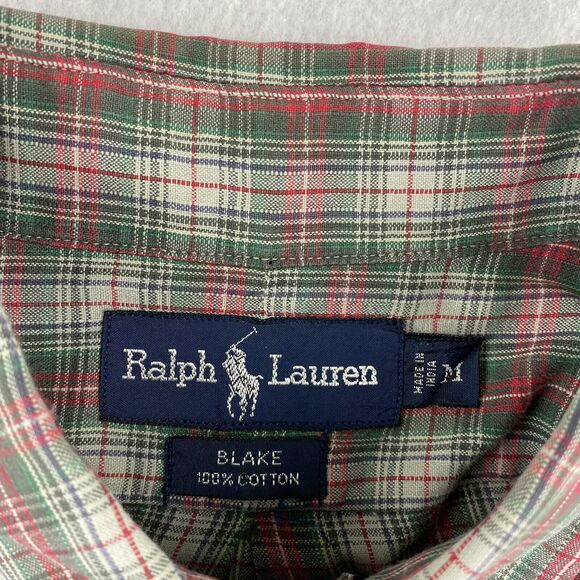 Ralph Lauren
MADE IN
INDIA
M
BLAKE
100% COTTON